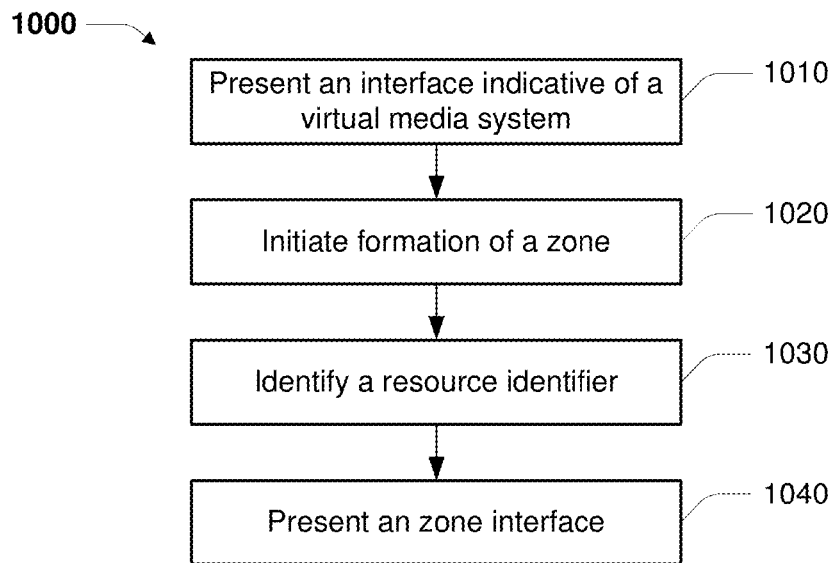 1000
Present an interface indicative of a
virtual media system
1010
Initiate formation of a zone
1020
Identify a resource identifier
1030
Present an zone interface
1040